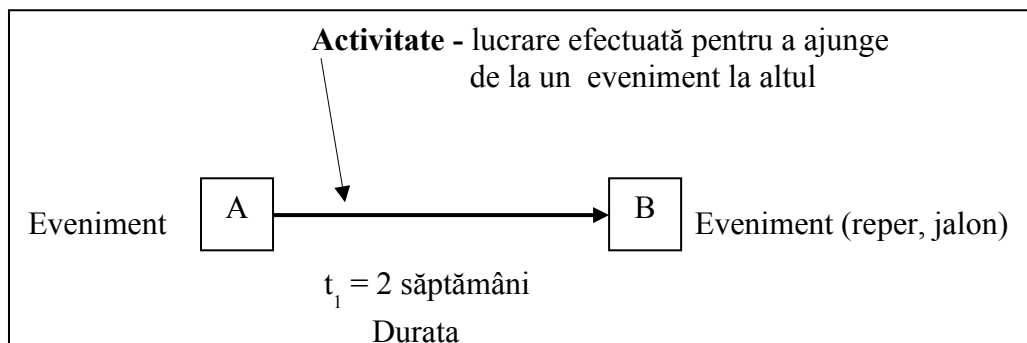 Activitate - lucrare efectuată pentru a ajunge
de la un eveniment la altul
Eveniment A B Eveniment (reper, jalon)
t₁ = 2 săptămâni
Durata